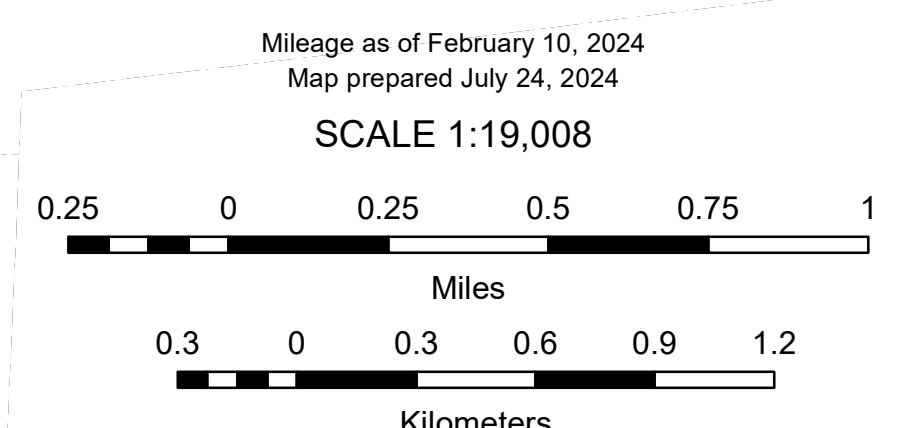 Mileage as of February 10, 2024
Map prepared July 24, 2024
SCALE 1:19,008
0.25 0 0.25 0.5 0.75 1
Miles
0.3 0 0.3 0.6 0.9 1.2
Kilometers